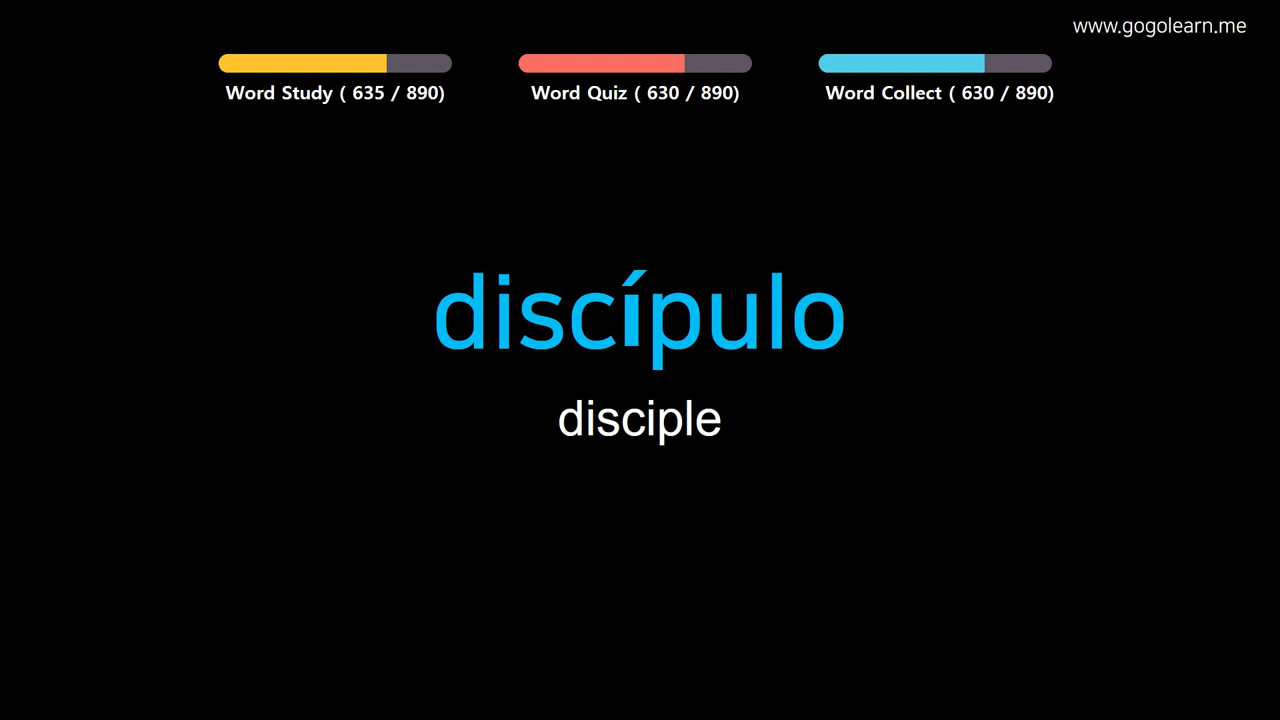 www.gogolearn.me
Word Study ( 635 / 890)
Word Quiz ( 630 / 890)
Word Collect ( 630 / 890)
discípulo
disciple